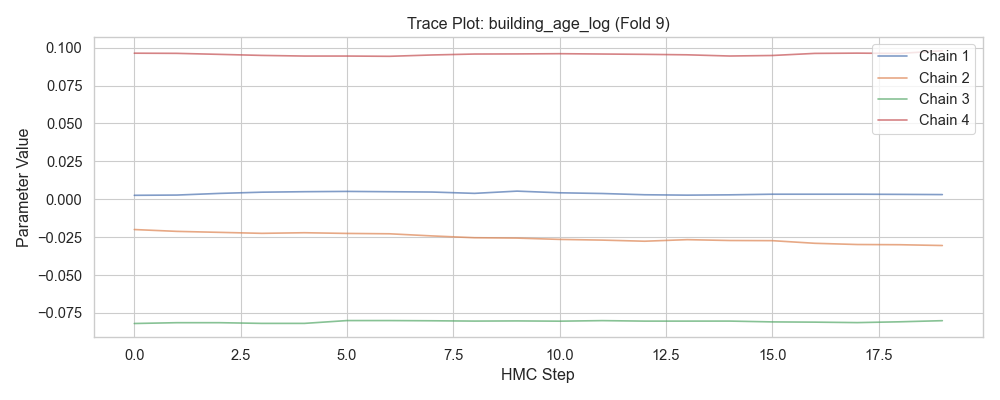 Trace Plot: building_age_log (Fold 9)
Parameter Value
0.100
0.075
0.050
0.025
0.000
−0.025
−0.050
−0.075
Chain 1
Chain 2
Chain 3
Chain 4
0.0 2.5 5.0 7.5 10.0 12.5 15.0 17.5
HMC Step